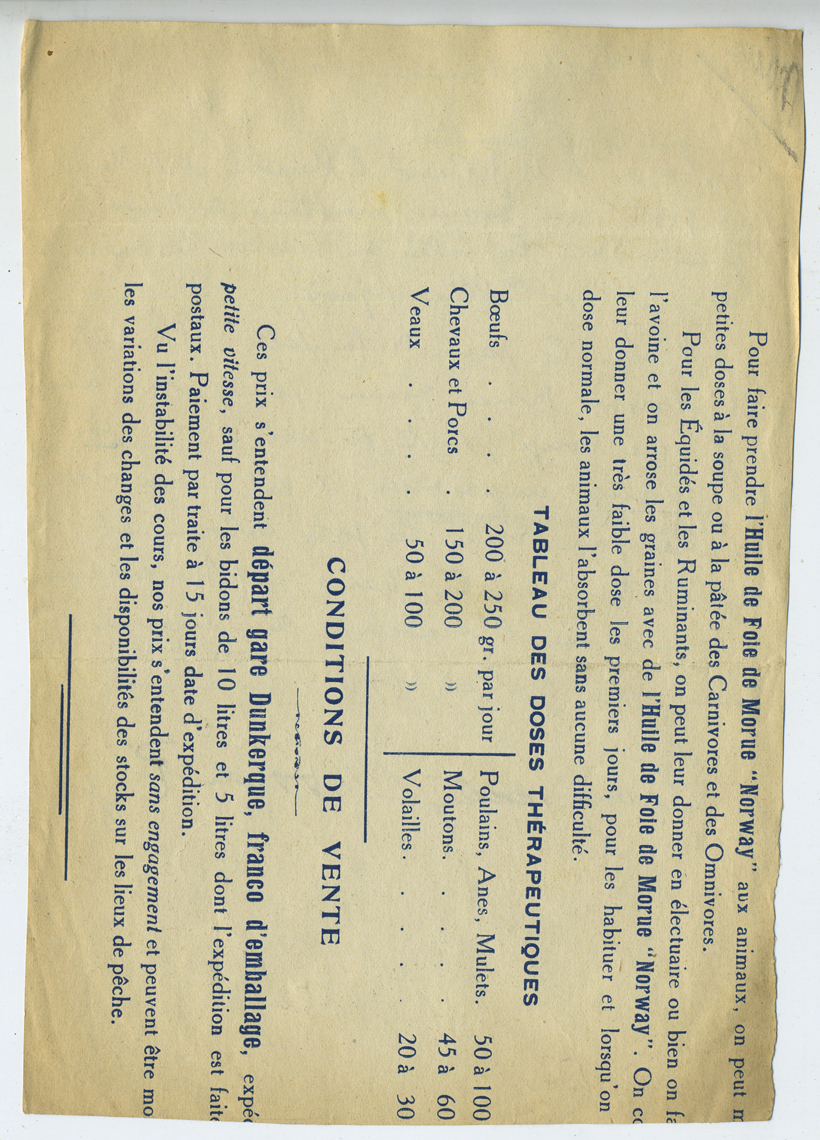 Pour faire prendre l'Huile de Foie de Morue "Norway" aux animaux, on peut
petites doses à la soupe ou à la pâtée des Carnivores et des Omnivores.
Pour les Équidés et les Ruminants, on peut leur donner en électuaire ou bien on
l'avoine et on arrose les graines avec de l'Huile de Foie de Morue "Norway". On
leur donner une très faible dose les premiers jours, pour les habituer et lorsqu'on
dose normale, les animaux l'absorbent sans aucune difficulté.
TABLEAU DES DOSES THÉRAPEUTIQUES
Bœufs . . . . 200 à 250 gr. par jour Poulains, Anes, Mulets. 50 à 100
Chevaux et Porcs . 150 à 200 » Moutons. . . . . 45 à 60
Veaux . . . . 50 à 100 » Volailles. . . . . 20 à 30
CONDITIONS DE VENTE
Ces prix s'entendent départ gare Dunkerque, franco d'emballage,
petite vitesse, sauf pour les bidons de 10 litres et 5 litres dont l'expédition est
postaux. Paiement par traite à 15 jours date d'expédition.
Vu l'instabilité des cours, nos prix s'entendent sans engagement et peuvent être
les variations des changes et les disponibilités des stocks sur les lieux de pêche.